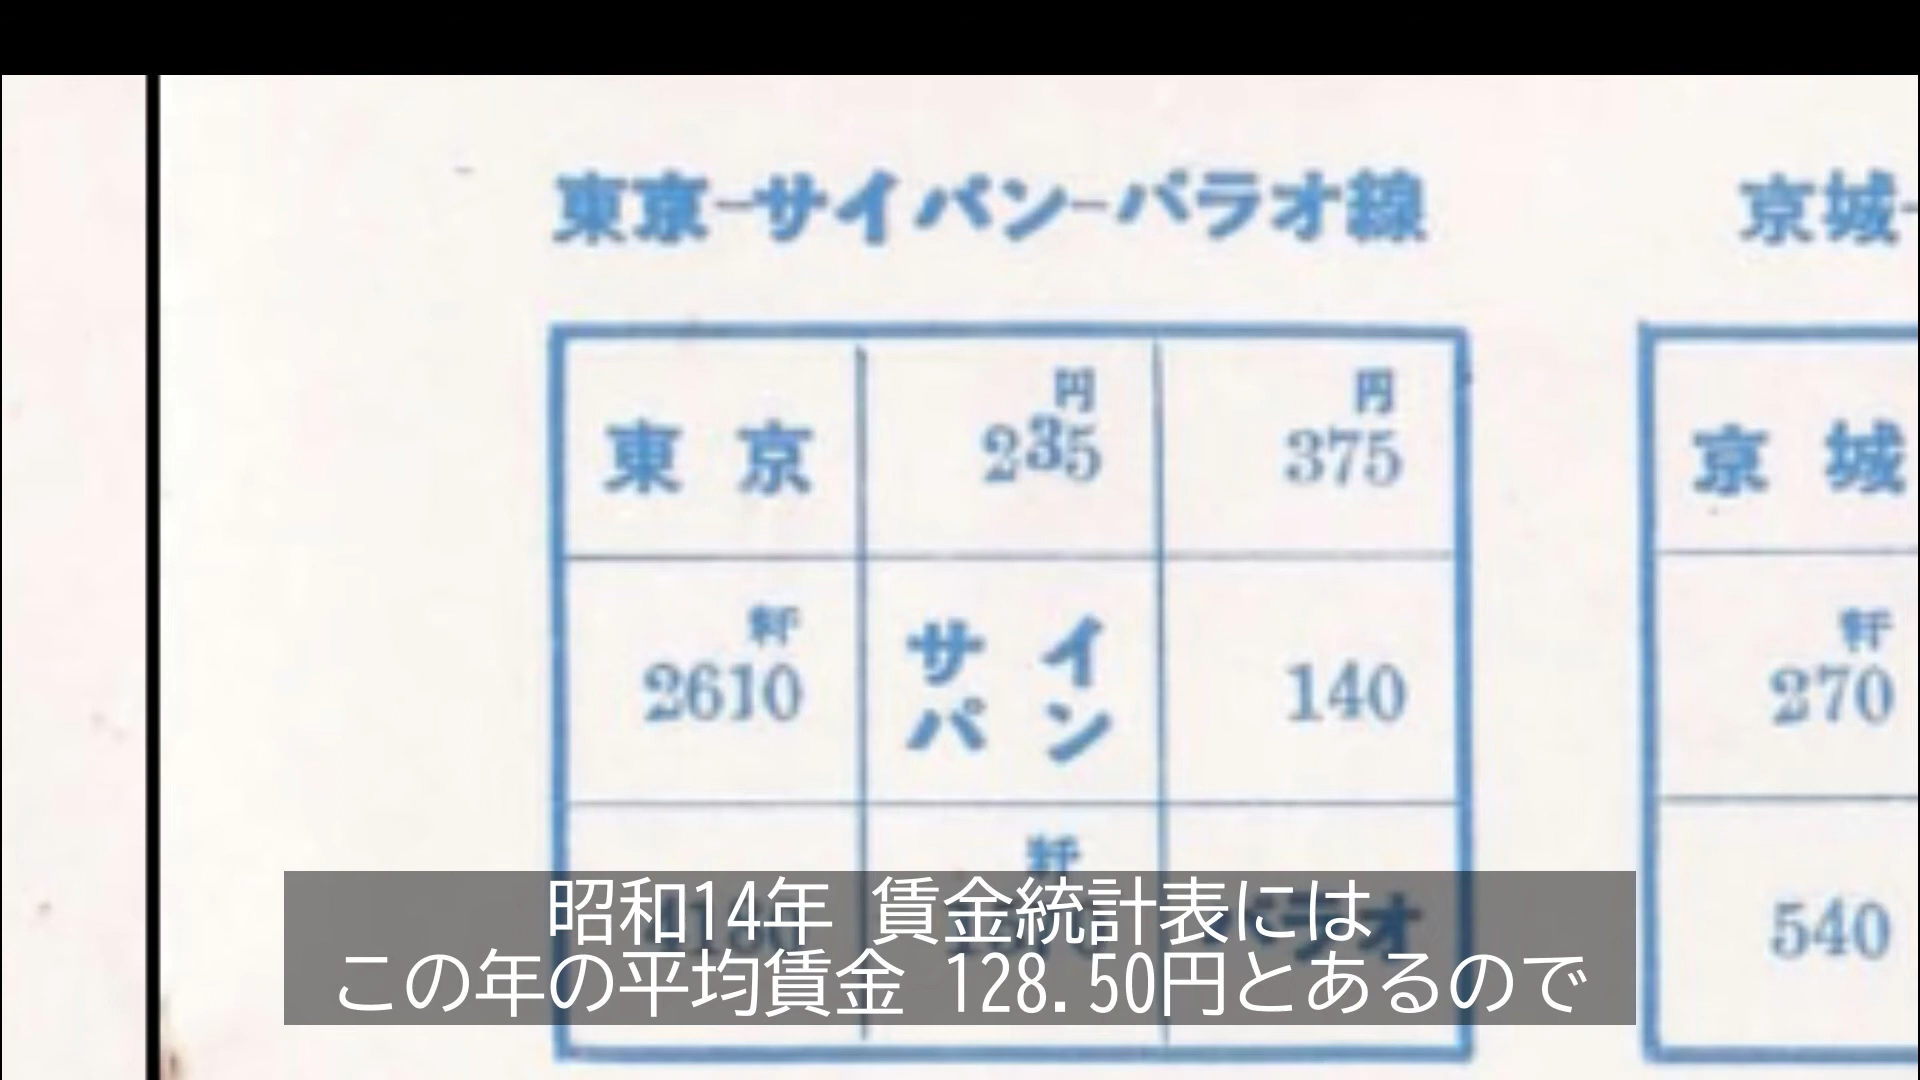 東京-サイパン-パラオ線
京城-
東京
円
235
円
375
京城
粁
2610
サイ
パン
140
粁
270
粁
パラオ
540
昭和14年 賃金統計表には
この年の平均賃金 128.50円とあるので